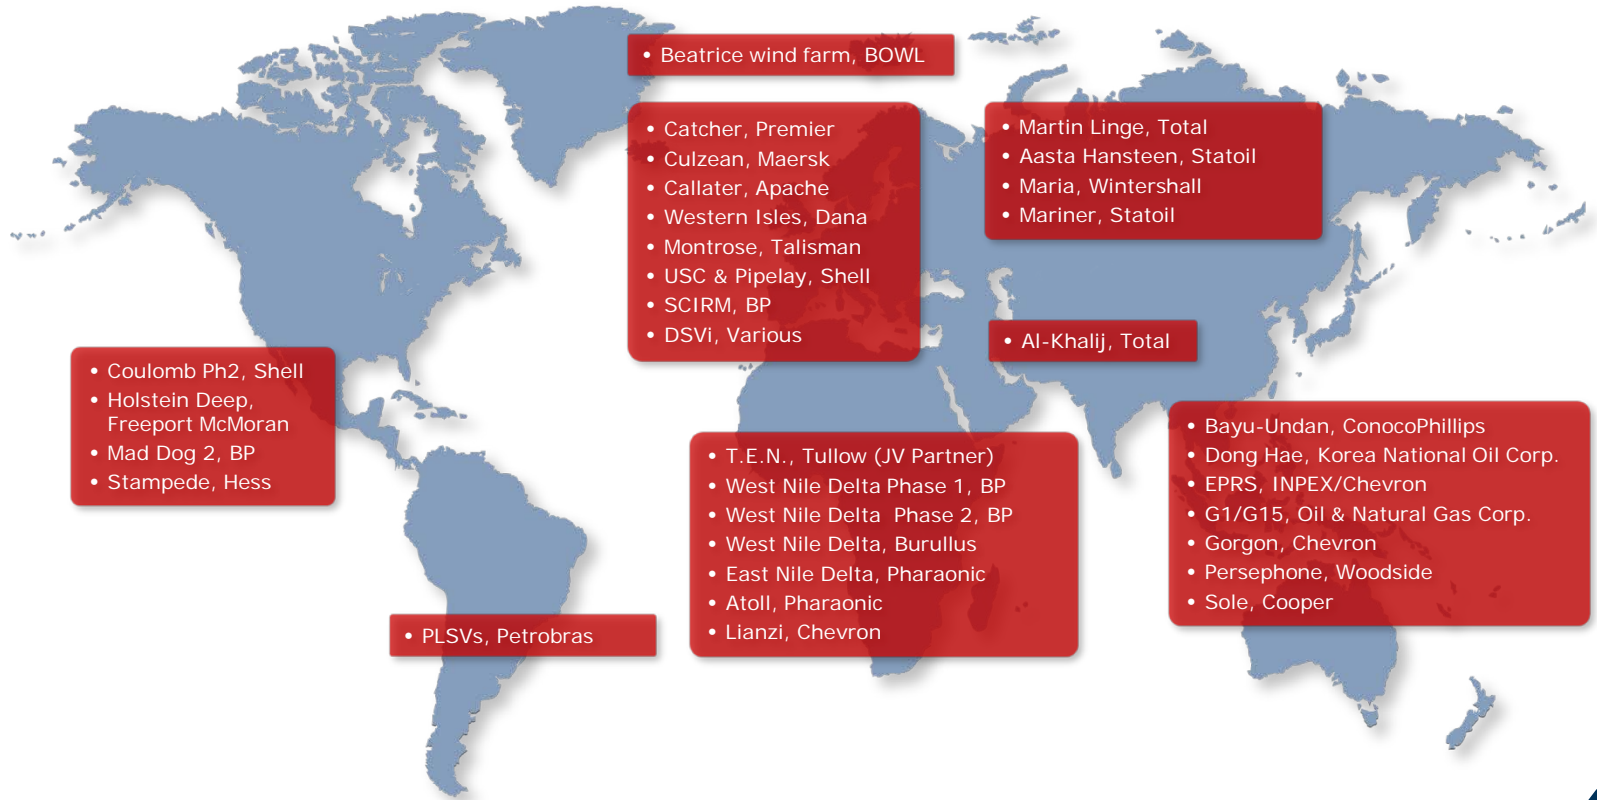 • Beatrice wind farm, BOWL
• Catcher, Premier
• Culzean, Maersk
• Callater, Apache
• Western Isles, Dana
• Montrose, Talisman
• USC & Pipelay, Shell
• SCIRM, BP
• DSVi, Various
• Martin Linge, Total
• Aasta Hansteen, Statoil
• Maria, Wintershall
• Mariner, Statoil
• Al-Khalij, Total
• Coulomb Ph2, Shell
• Holstein Deep,
Freeport McMoran
• Mad Dog 2, BP
• Stampede, Hess
• T.E.N., Tullow (JV Partner)
• West Nile Delta Phase 1, BP
• West Nile Delta  Phase 2, BP
• West Nile Delta, Burullus
• East Nile Delta, Pharaonic
• Atoll, Pharaonic
• Lianzi, Chevron
• Bayu-Undan, ConocoPhillips
• Dong Hae, Korea National Oil Corp.
• EPRS, INPEX/Chevron
• G1/G15, Oil & Natural Gas Corp.
• Gorgon, Chevron
• Persephone, Woodside
• Sole, Cooper
• PLSVs, Petrobras